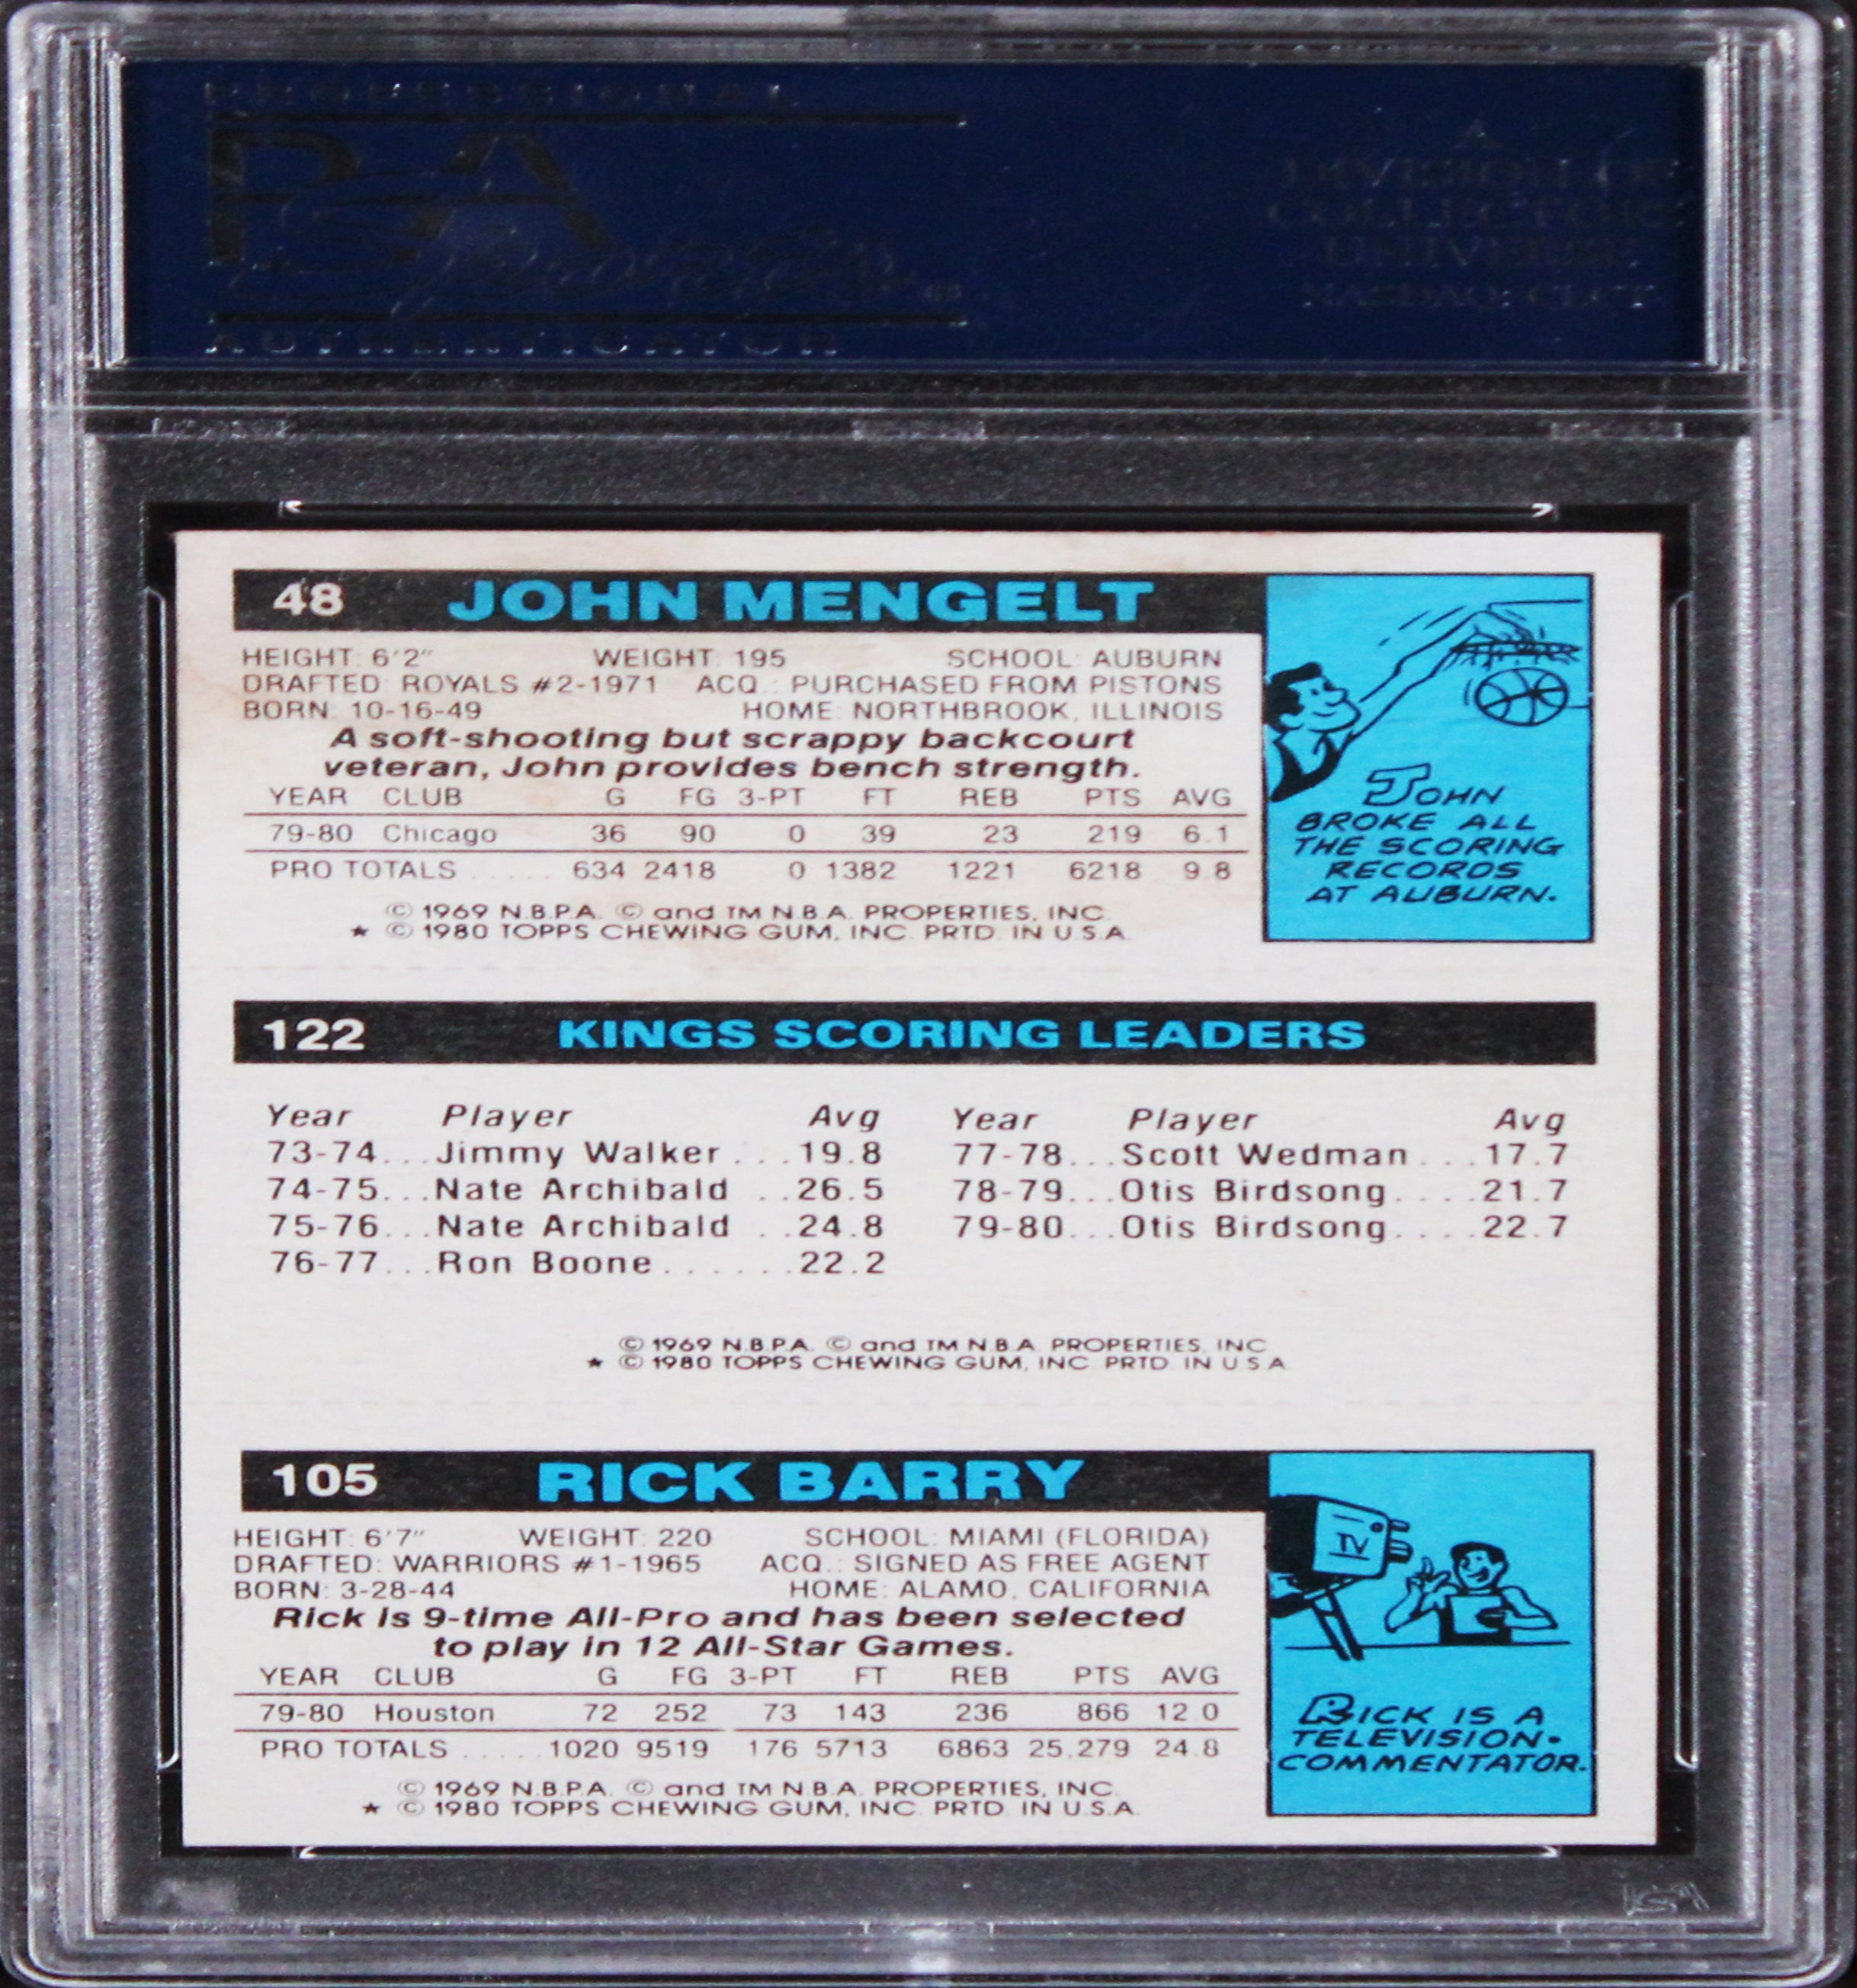 PROFESSIONAL
PSA
AUTHENTICATOR
A
DIVISION OF
COLLECTORS
UNIVERSE
NASDAQ: CLCT
48 JOHN MENGELT
HEIGHT: 6'2" WEIGHT: 195 SCHOOL: AUBURN
DRAFTED: ROYALS #2-1971 ACQ.: PURCHASED FROM PISTONS
BORN: 10-16-49 HOME: NORTHBROOK, ILLINOIS
A soft-shooting but scrappy backcourt
veteran, John provides bench strength.
YEAR CLUB G FG 3-PT FT REB PTS AVG
79-80 Chicago 36 90 0 39 23 219 6.1
PRO TOTALS ..... 634 2418 0 1382 1221 6218 9.8
© 1969 N.B.P.A. © and TM N.B.A. PROPERTIES, INC.
★ © 1980 TOPPS CHEWING GUM, INC. PRTD. IN U.S.A.
JOHN
BROKE ALL
THE SCORING
RECORDS
AT AUBURN.
122 KINGS SCORING LEADERS
Year Player Avg Year Player Avg
73-74...Jimmy Walker...19.8 77-78...Scott Wedman...17.7
74-75...Nate Archibald ..26.5 78-79...Otis Birdsong....21.7
75-76...Nate Archibald ..24.8 79-80...Otis Birdsong....22.7
76-77...Ron Boone.......22.2
© 1969 N.B.P.A. © and TM N.B.A. PROPERTIES, INC.
★ © 1980 TOPPS CHEWING GUM, INC. PRTD. IN U.S.A.
105 RICK BARRY
HEIGHT: 6'7" WEIGHT: 220 SCHOOL: MIAMI (FLORIDA)
DRAFTED: WARRIORS #1-1965 ACQ.: SIGNED AS FREE AGENT
BORN: 3-28-44 HOME: ALAMO, CALIFORNIA
Rick is 9-time All-Pro and has been selected
to play in 12 All-Star Games.
YEAR CLUB G FG 3-PT FT REB PTS AVG
79-80 Houston 72 252 73 143 236 866 12.0
PRO TOTALS .....1020 9519 176 5713 6863 25,279 24.8
© 1969 N.B.P.A. © and TM N.B.A. PROPERTIES, INC.
★ © 1980 TOPPS CHEWING GUM, INC. PRTD. IN U.S.A.
TV
RICK IS A
TELEVISION-
COMMENTATOR.